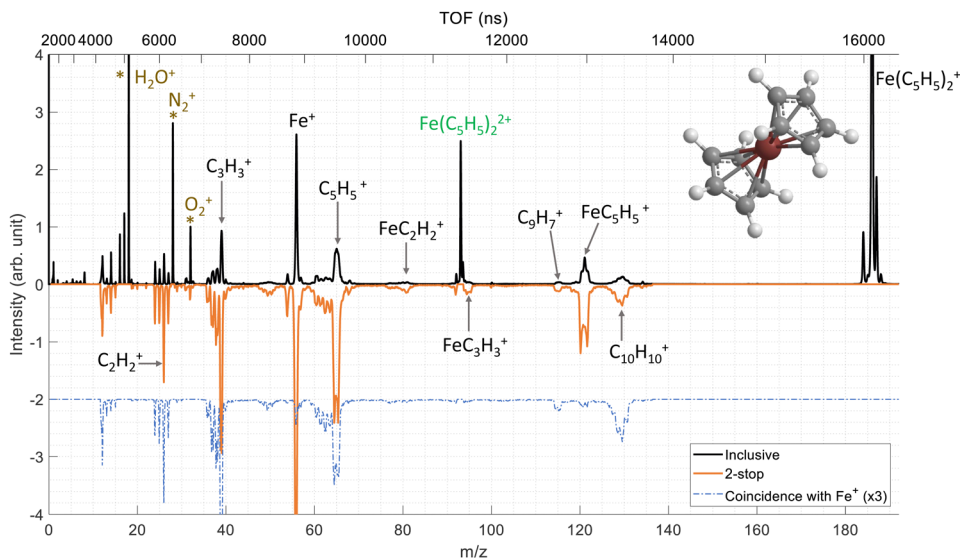 TOF (ns)
2000 4000 6000 8000 10000 12000 14000 16000
4
3
2
1
0
-1
-2
-3
-4
Intensity (arb. unit)
* H₂O⁺
N₂⁺
*
O₂⁺
*
C₃H₃⁺
Fe⁺
C₅H₅⁺
FeC₂H₂⁺
Fe(C₅H₅)₂²⁺
C₉H₇⁺
FeC₅H₅⁺
Fe(C₅H₅)₂⁺
C₂H₂⁺
FeC₃H₃⁺
C₁₀H₁₀⁺
Inclusive
2-stop
Coincidence with Fe⁺ (x3)
0 20 40 60 80 100 120 140 160 180
m/z